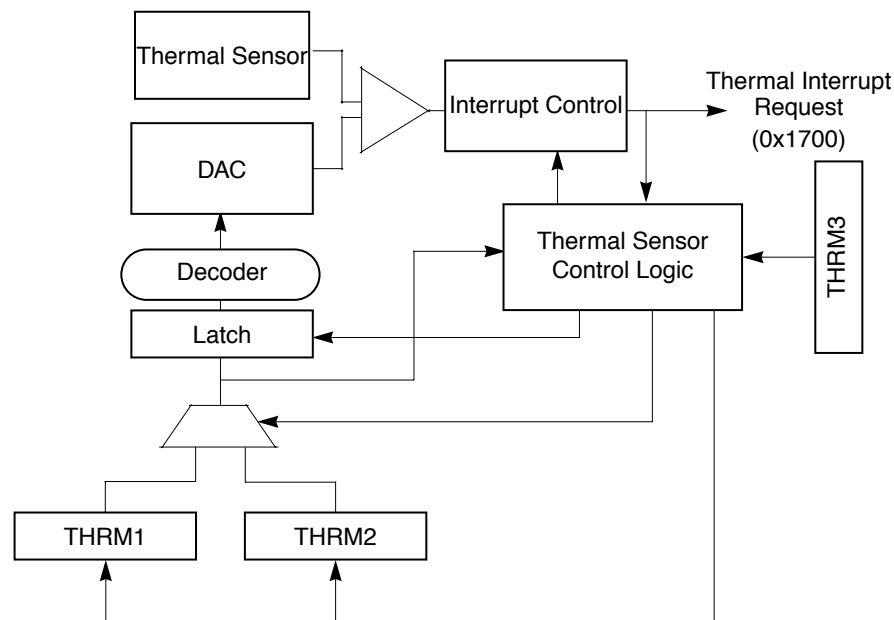 Thermal Sensor
Interrupt Control
Thermal Interrupt
Request
(0x1700)
DAC
THRM3
Thermal Sensor
Control Logic
Decoder
Latch
THRM1
THRM2